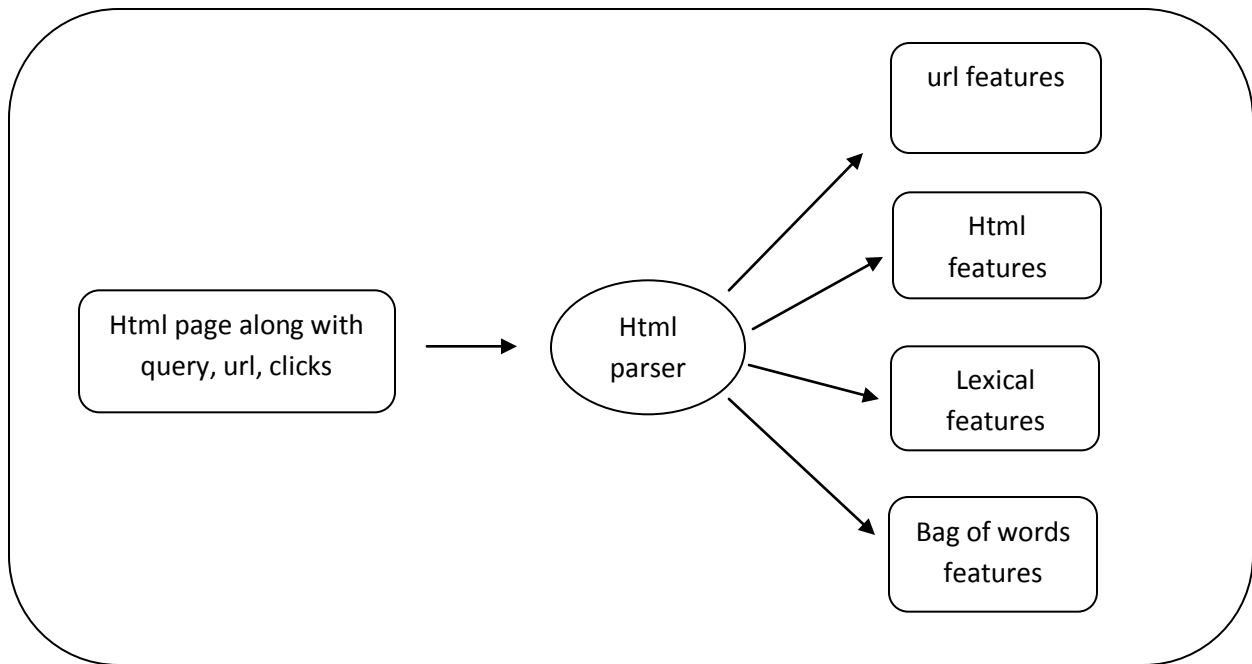 Html page along with
query, url, clicks
Html
parser
url features
Html
features
Lexical
features
Bag of words
features